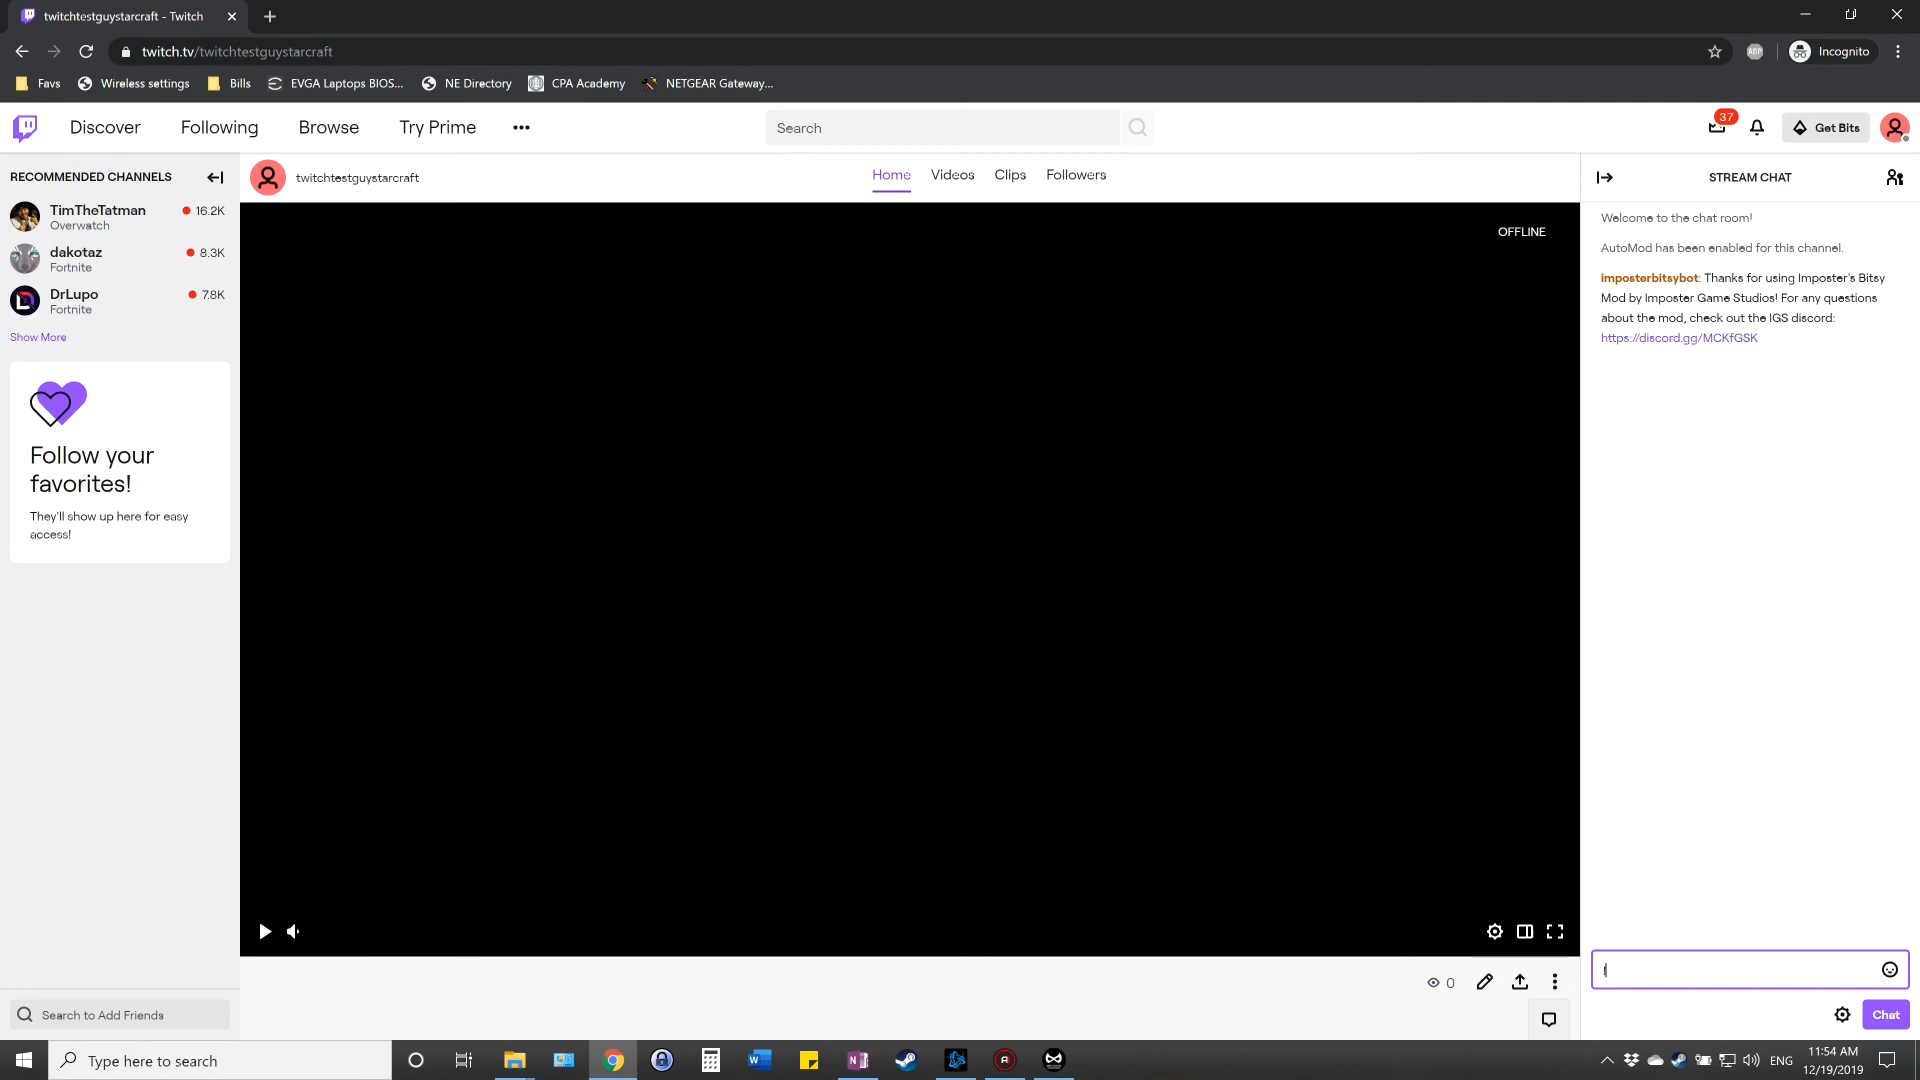 twitchtestguystarcraft - Twitch
twitch.tv/twitchtestguystarcraft
ABP
Incognito
Favs
Wireless settings
Bills
EVGA Laptops BIOS...
NE Directory
CPA Academy
NETGEAR Gateway...
Discover
Following
Browse
Try Prime
Search
37
Get Bits
RECOMMENDED CHANNELS
TimTheTatman
16.2K
Overwatch
dakotaz
8.3K
Fortnite
DrLupo
7.8K
Fortnite
Show More
Follow your
favorites!
They'll show up here for easy
access!
Search to Add Friends
twitchtestguystarcraft
Home
Videos
Clips
Followers
OFFLINE
0
STREAM CHAT
Welcome to the chat room!
AutoMod has been enabled for this channel.
imposterbitsybot: Thanks for using Imposter's Bitsy
Mod by Imposter Game Studios! For any questions
about the mod, check out the IGS discord:
https://discord.gg/MCKfGSK
Chat
Type here to search
ENG
11:54 AM
12/19/2019